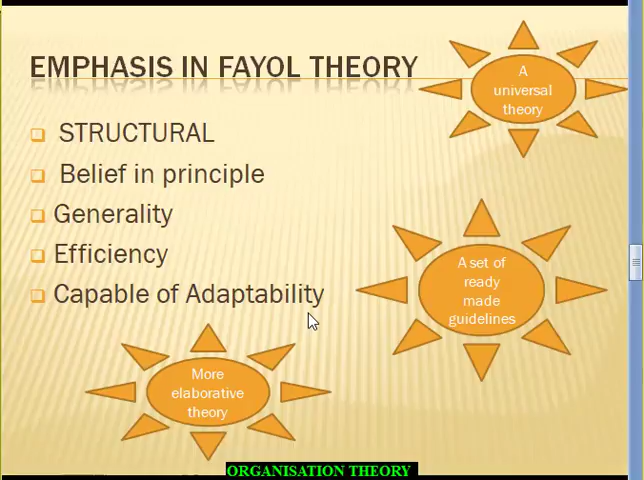 EMPHASIS IN FAYOL THEORY
STRUCTURAL
Belief in principle
Generality
Efficiency
Capable of Adaptability
A
universal
theory
A set of
ready
made
guidelines
More
elaborative
theory
ORGANISATION THEORY